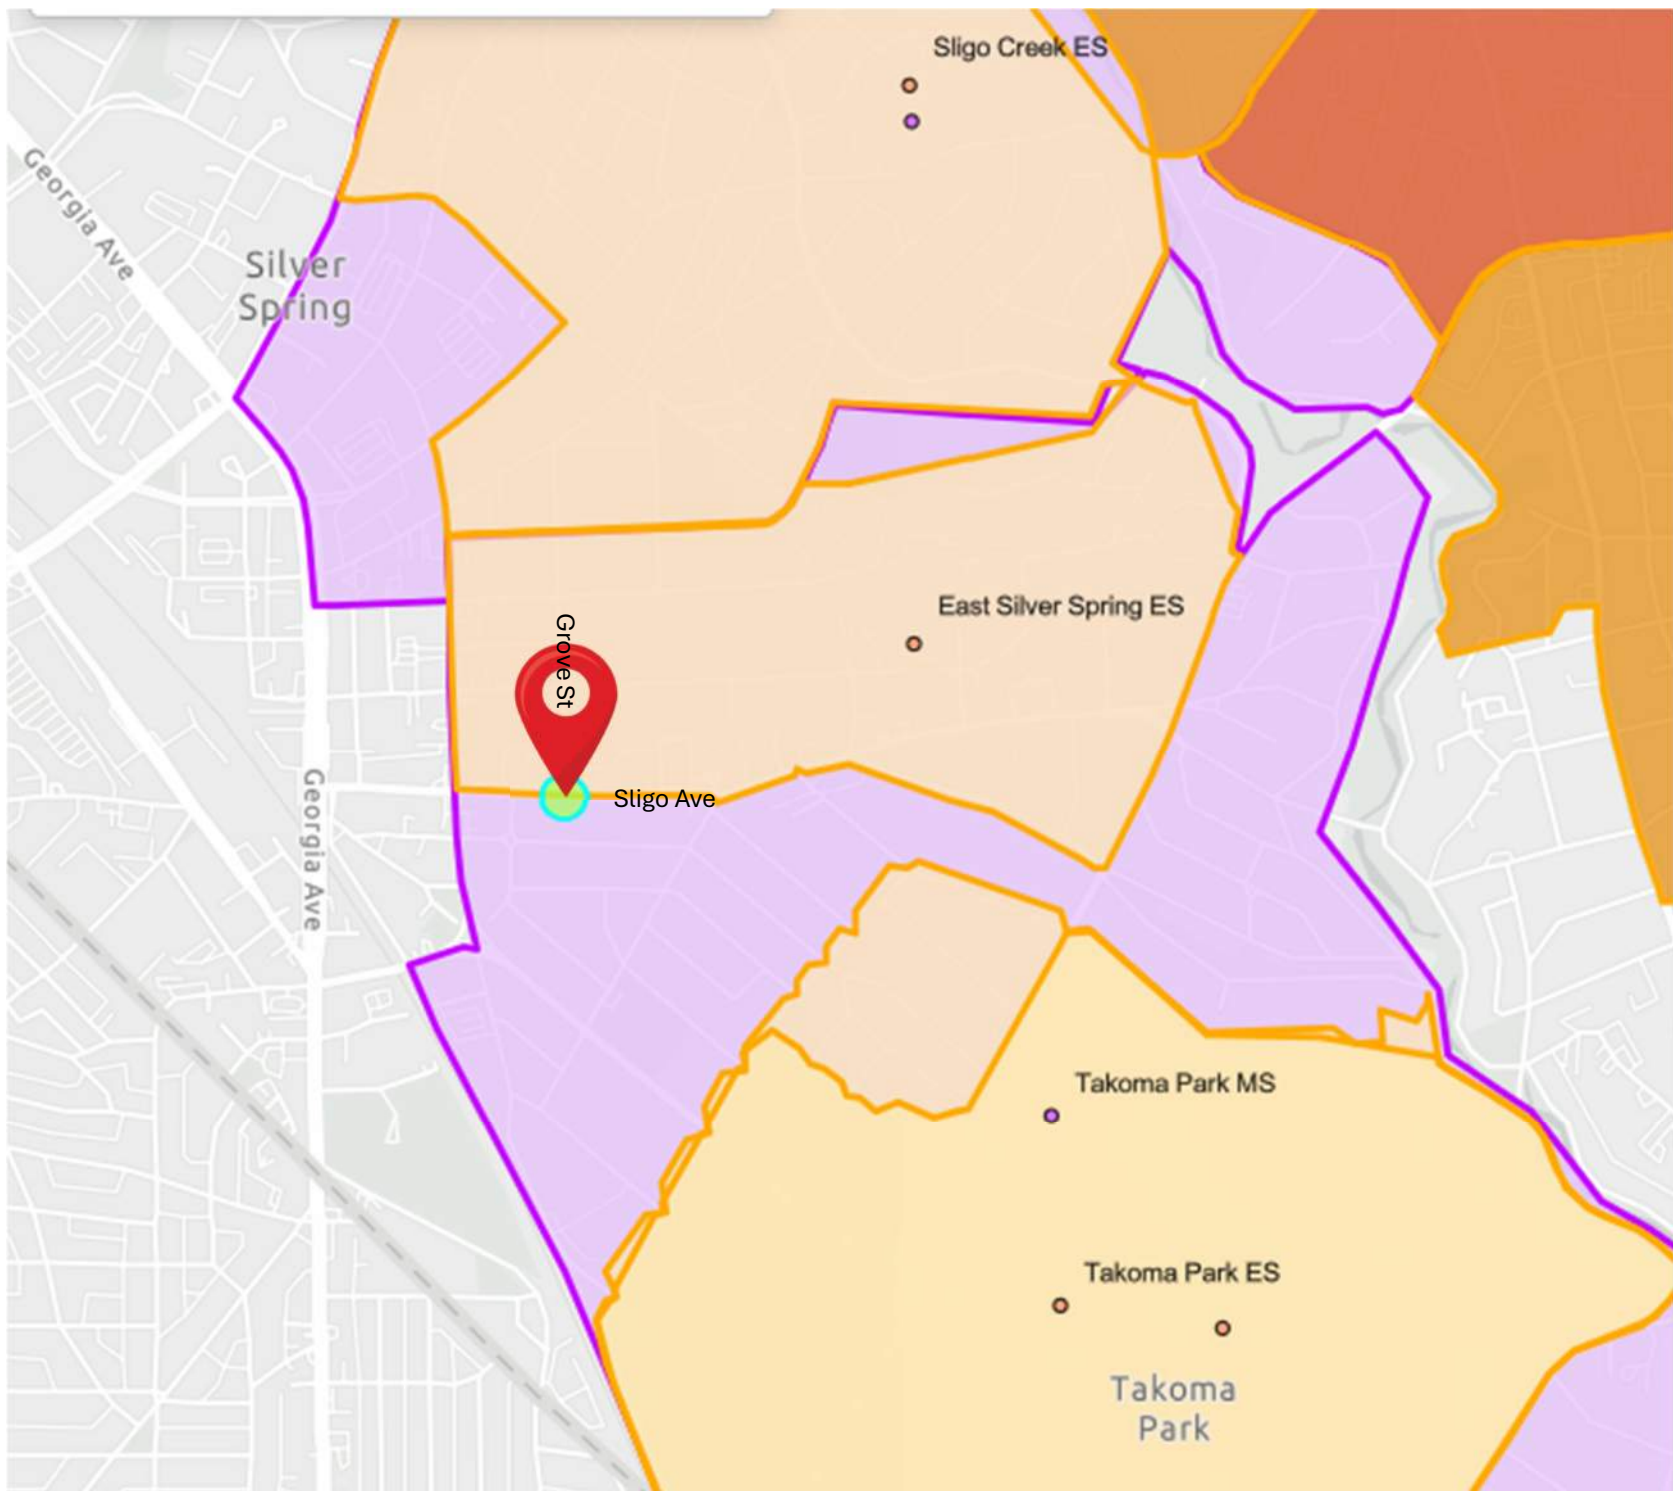 Sligo Creek ES
Georgia Ave
Silver
Spring
East Silver Spring ES
Grove St
Georgia Ave
Sligo Ave
Takoma Park MS
Takoma Park ES
Takoma
Park